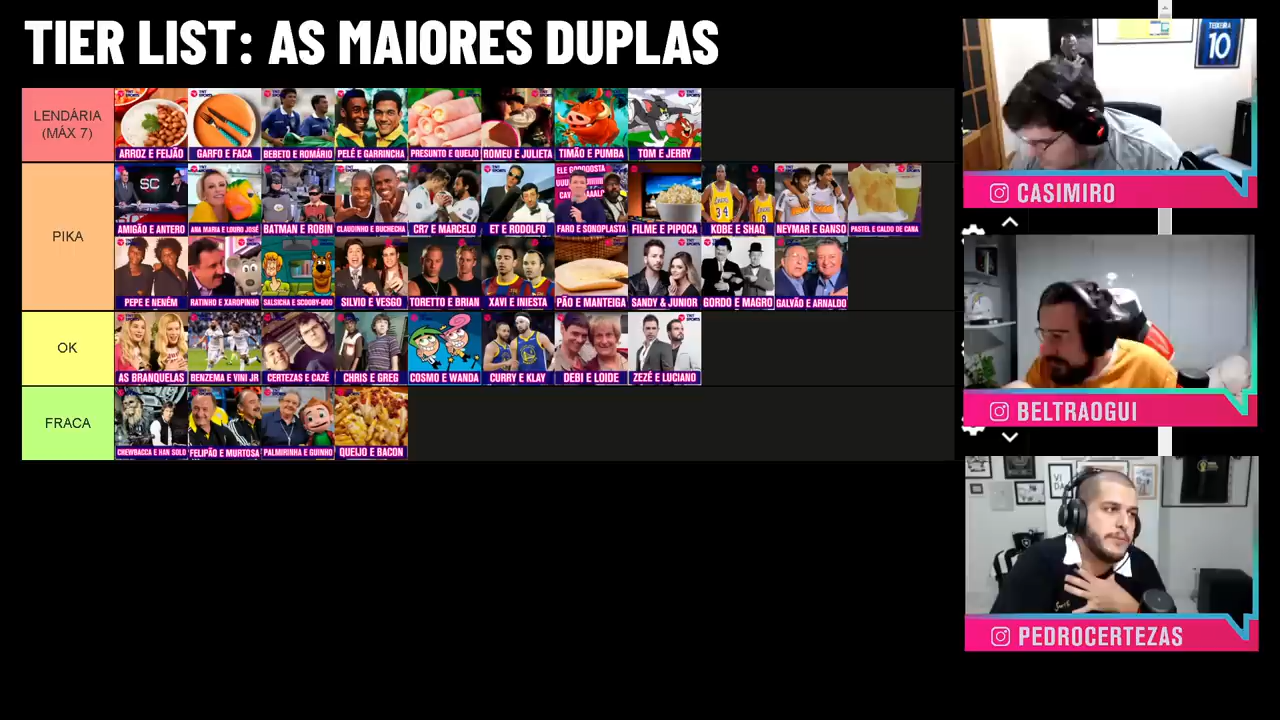 TIER LIST: AS MAIORES DUPLAS
LENDÁRIA
(MÁX 7)
ARROZ E FEIJÃO
GARFO E FACA
BEBETO E ROMÁRIO
PELÉ E GARRINCHA
PRESUNTO E QUEIJO
ROMEU E JULIETA
TIMÃO E PUMBA
TOM E JERRY
PIKA
AMIGÃO E ANTERO
ANA MARIA E LOURO JOSÉ
BATMAN E ROBIN
CLAUDINHO E BUCHECHA
CR7 E MARCELO
ET E RODOLFO
FARO E SONOPLASTA
FILME E PIPOCA
KOBE E SHAQ
NEYMAR E GANSO
PASTEL E CALDO DE CANA
PEPE E NENÉM
RATINHO E XAROPINHO
SALSICHA E SCOOBY-DOO
SILVIO E VESGO
TORETTO E BRIAN
XAVI E INIESTA
PÃO E MANTEIGA
SANDY & JUNIOR
GORDO E MAGRO
GALVÃO E ARNALDO
OK
AS BRANQUELAS
BENZEMA E VINI JR
CERTEZAS E CAZÉ
CHRIS E GREG
COSMO E WANDA
CURRY E KLAY
DEBI E LOIDE
ZEZÉ E LUCIANO
FRACA
CHEWBACCA E HAN SOLO
FELIPÃO E MURTOSA
PALMIRINHA E GUINHO
QUEIJO E BACON
TEIXEIRA
10
CASIMIRO
BELTRAOGUI
PEDROCERTEZAS